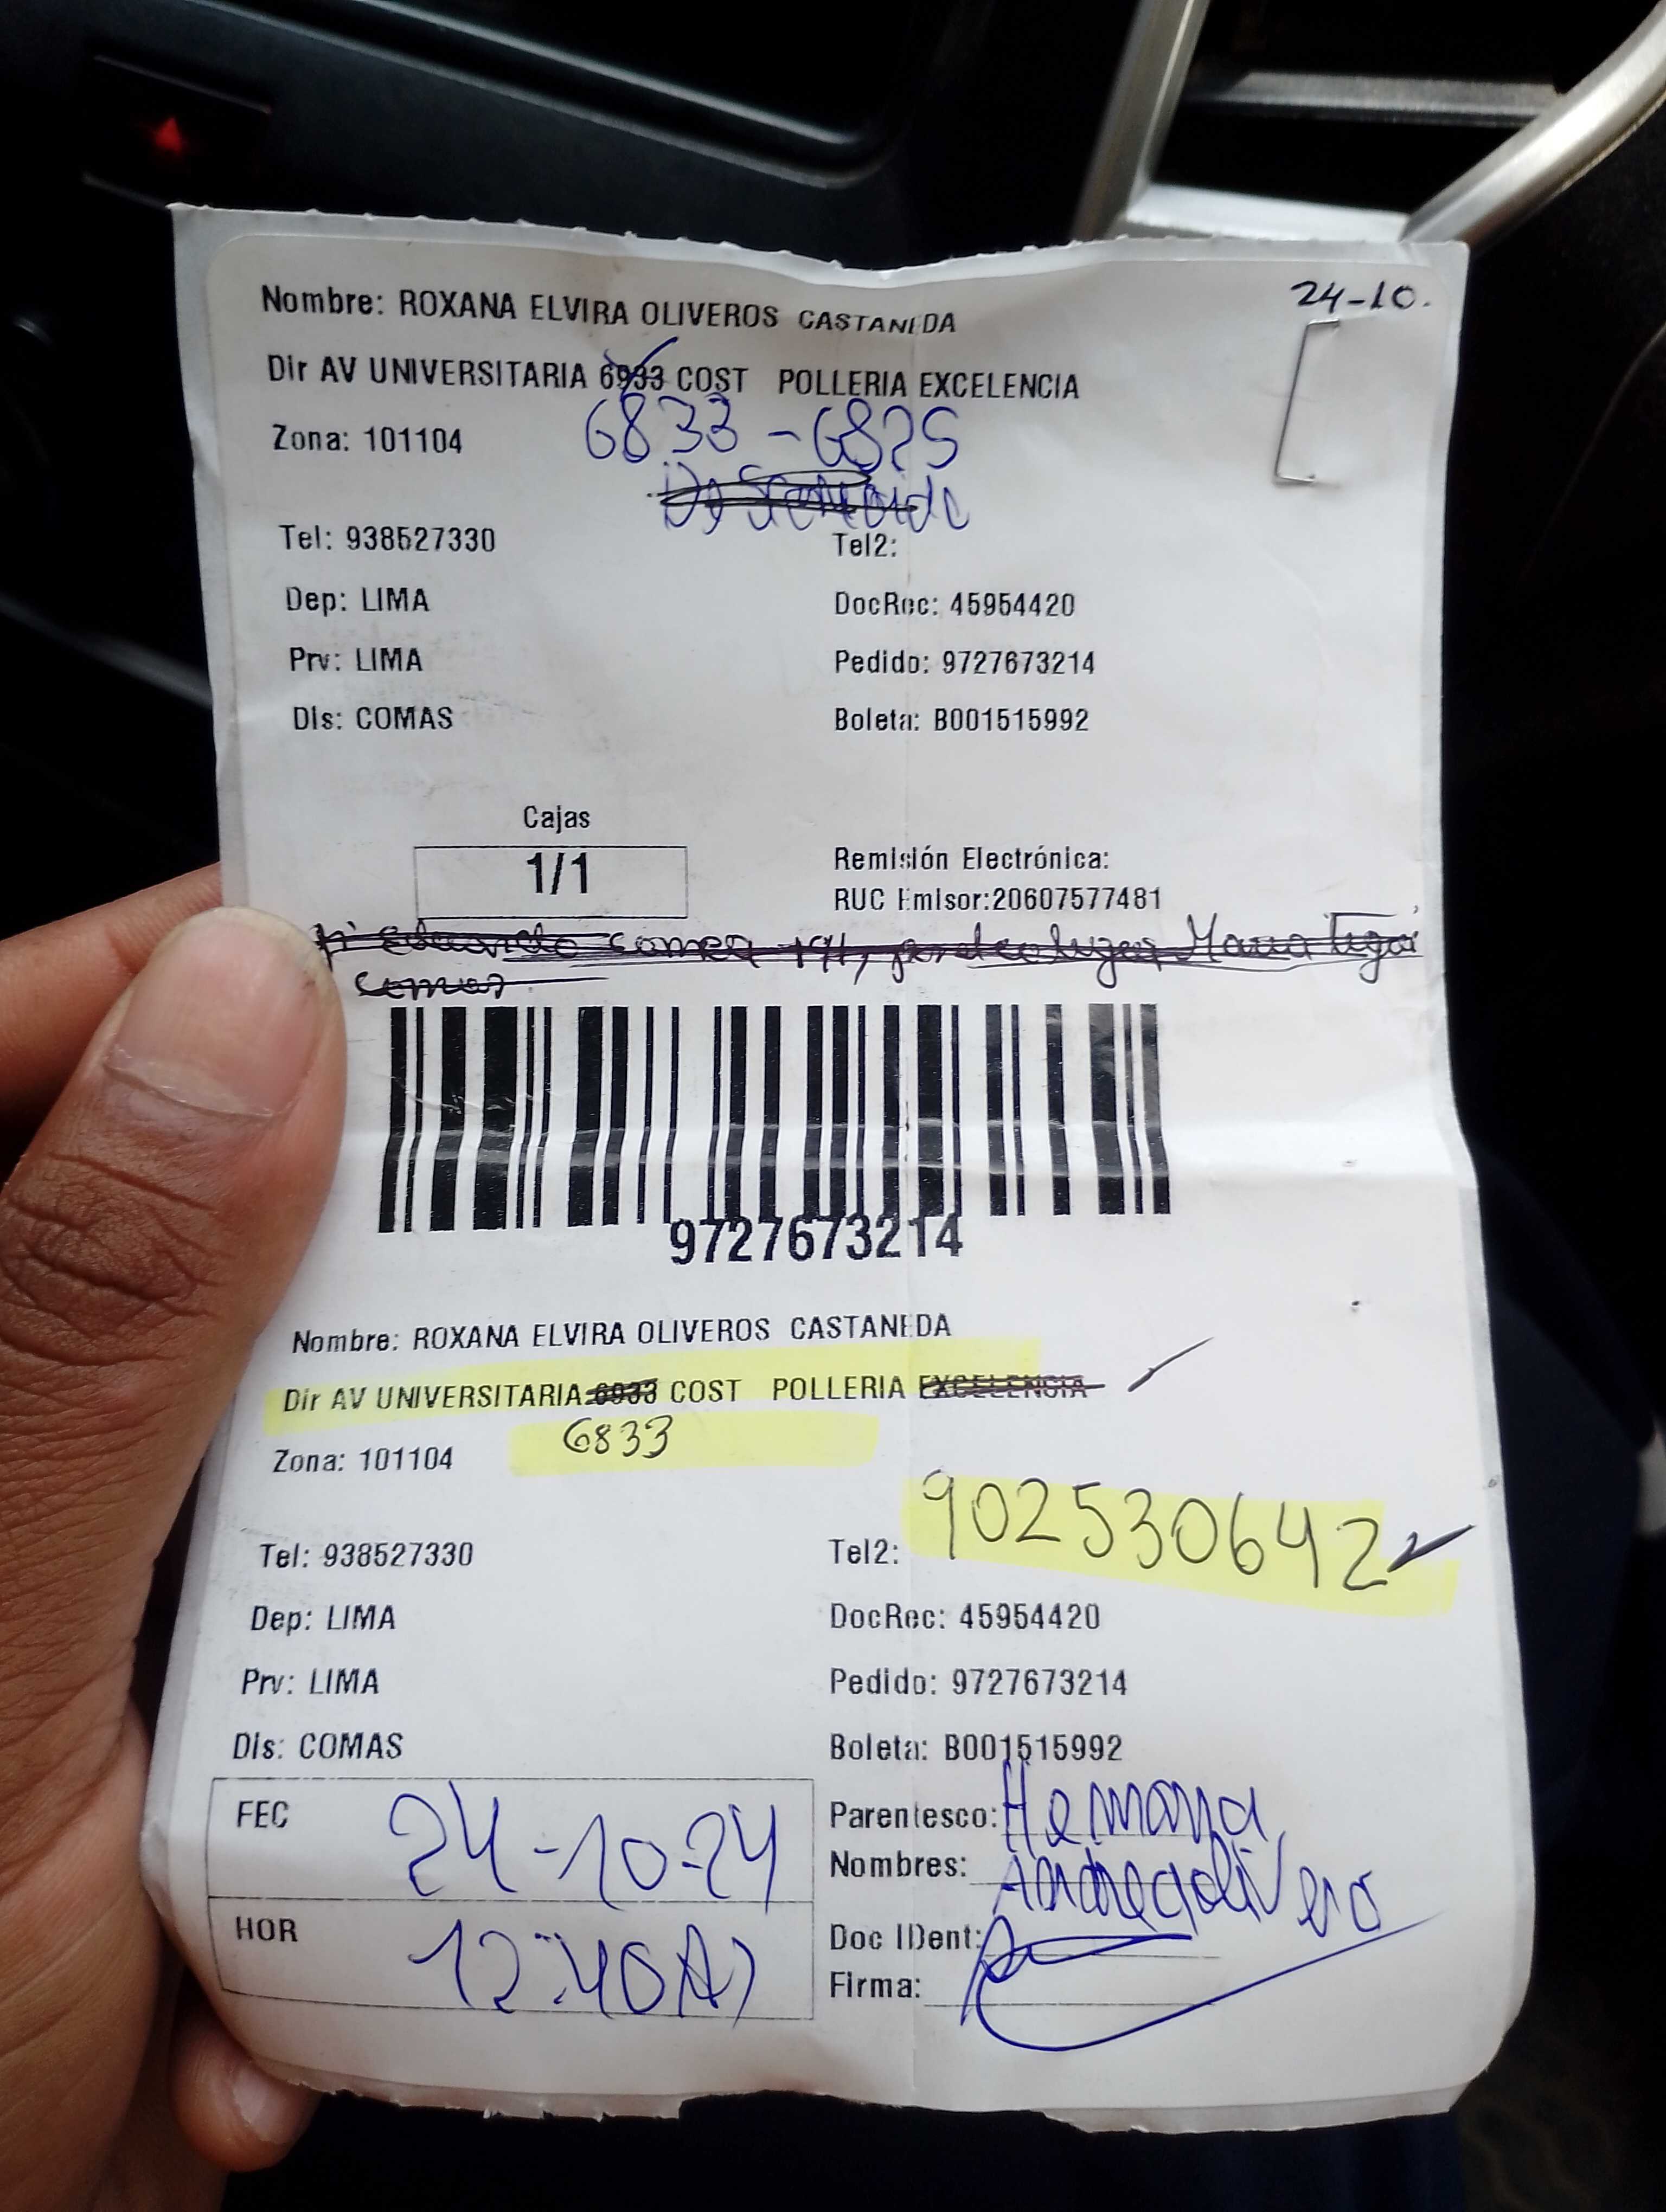 24-10.
Nombre: ROXANA ELVIRA OLIVEROS CASTANEDA
Dir AV UNIVERSITARIA 6933 COST POLLERIA EXCELENCIA
6833 - 6825
Zona: 101104
Tel: 938527330 Tel2:
Dep: LIMA DocRec: 45954420
Prv: LIMA Pedido: 9727673214
Dis: COMAS Boleta: B001515992
Cajas
1/1
Remisión Electrónica:
RUC Emisor:20607577481
9727673214
Nombre: ROXANA ELVIRA OLIVEROS CASTANEDA
Dir AV UNIVERSITARIA 6933 COST POLLERIA EXCELENCIA
6833
Zona: 101104
Tel: 938527330 Tel2: 902530642
Dep: LIMA DocRec: 45954420
Prv: LIMA Pedido: 9727673214
Dis: COMAS Boleta: B001515992
FEC 24-10-24
Parentesco: Hemana
Nombres:
HOR 12:40
Doc IDent:
Firma: